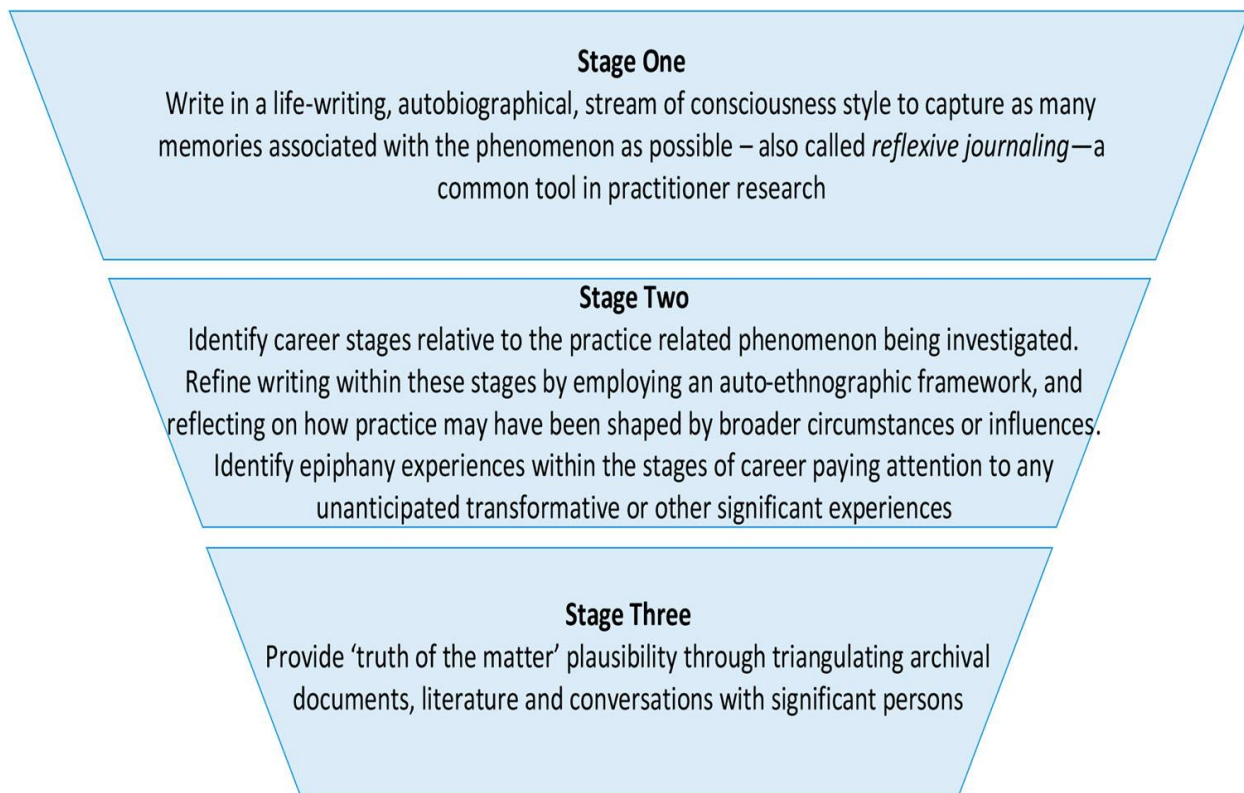 Stage One
Write in a life-writing, autobiographical, stream of consciousness style to capture as many
memories associated with the phenomenon as possible – also called reflexive journaling—a
common tool in practitioner research
Stage Two
Identify career stages relative to the practice related phenomenon being investigated.
Refine writing within these stages by employing an auto-ethnographic framework, and
reflecting on how practice may have been shaped by broader circumstances or influences.
Identify epiphany experiences within the stages of career paying attention to any
unanticipated transformative or other significant experiences
Stage Three
Provide ‘truth of the matter’ plausibility through triangulating archival
documents, literature and conversations with significant persons